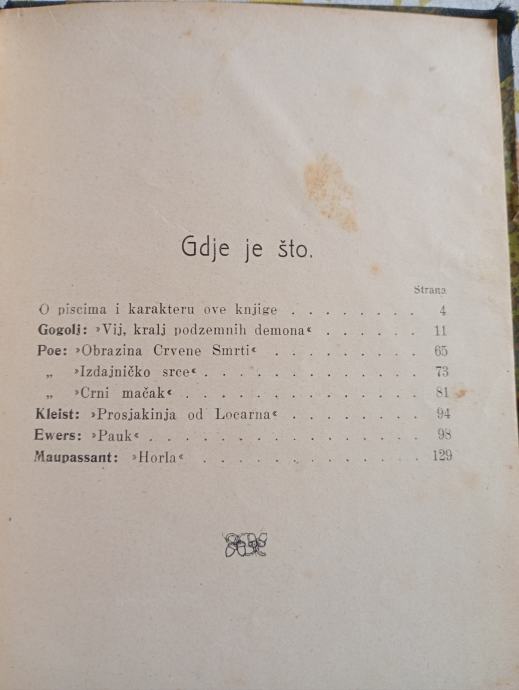 Gdje je što.
Strana
O piscima i karakteru ove knjige . . . . . . . . 4
Gogolj: »Vij, kralj podzemnih demona« . . . . . . 11
Poe: »Obrazina Crvene Smrti« . . . . . . . . . 65
„ »Izdajničko srce« . . . . . . . . . . . . 73
„ »Crni mačak« . . . . . . . . . . . . . 81
Kleist: »Prosjakinja od Locarna« . . . . . . . . 94
Ewers: »Pauk« . . . . . . . . . . . . . . . 98
Maupassant: »Horla« . . . . . . . . . . . . 129